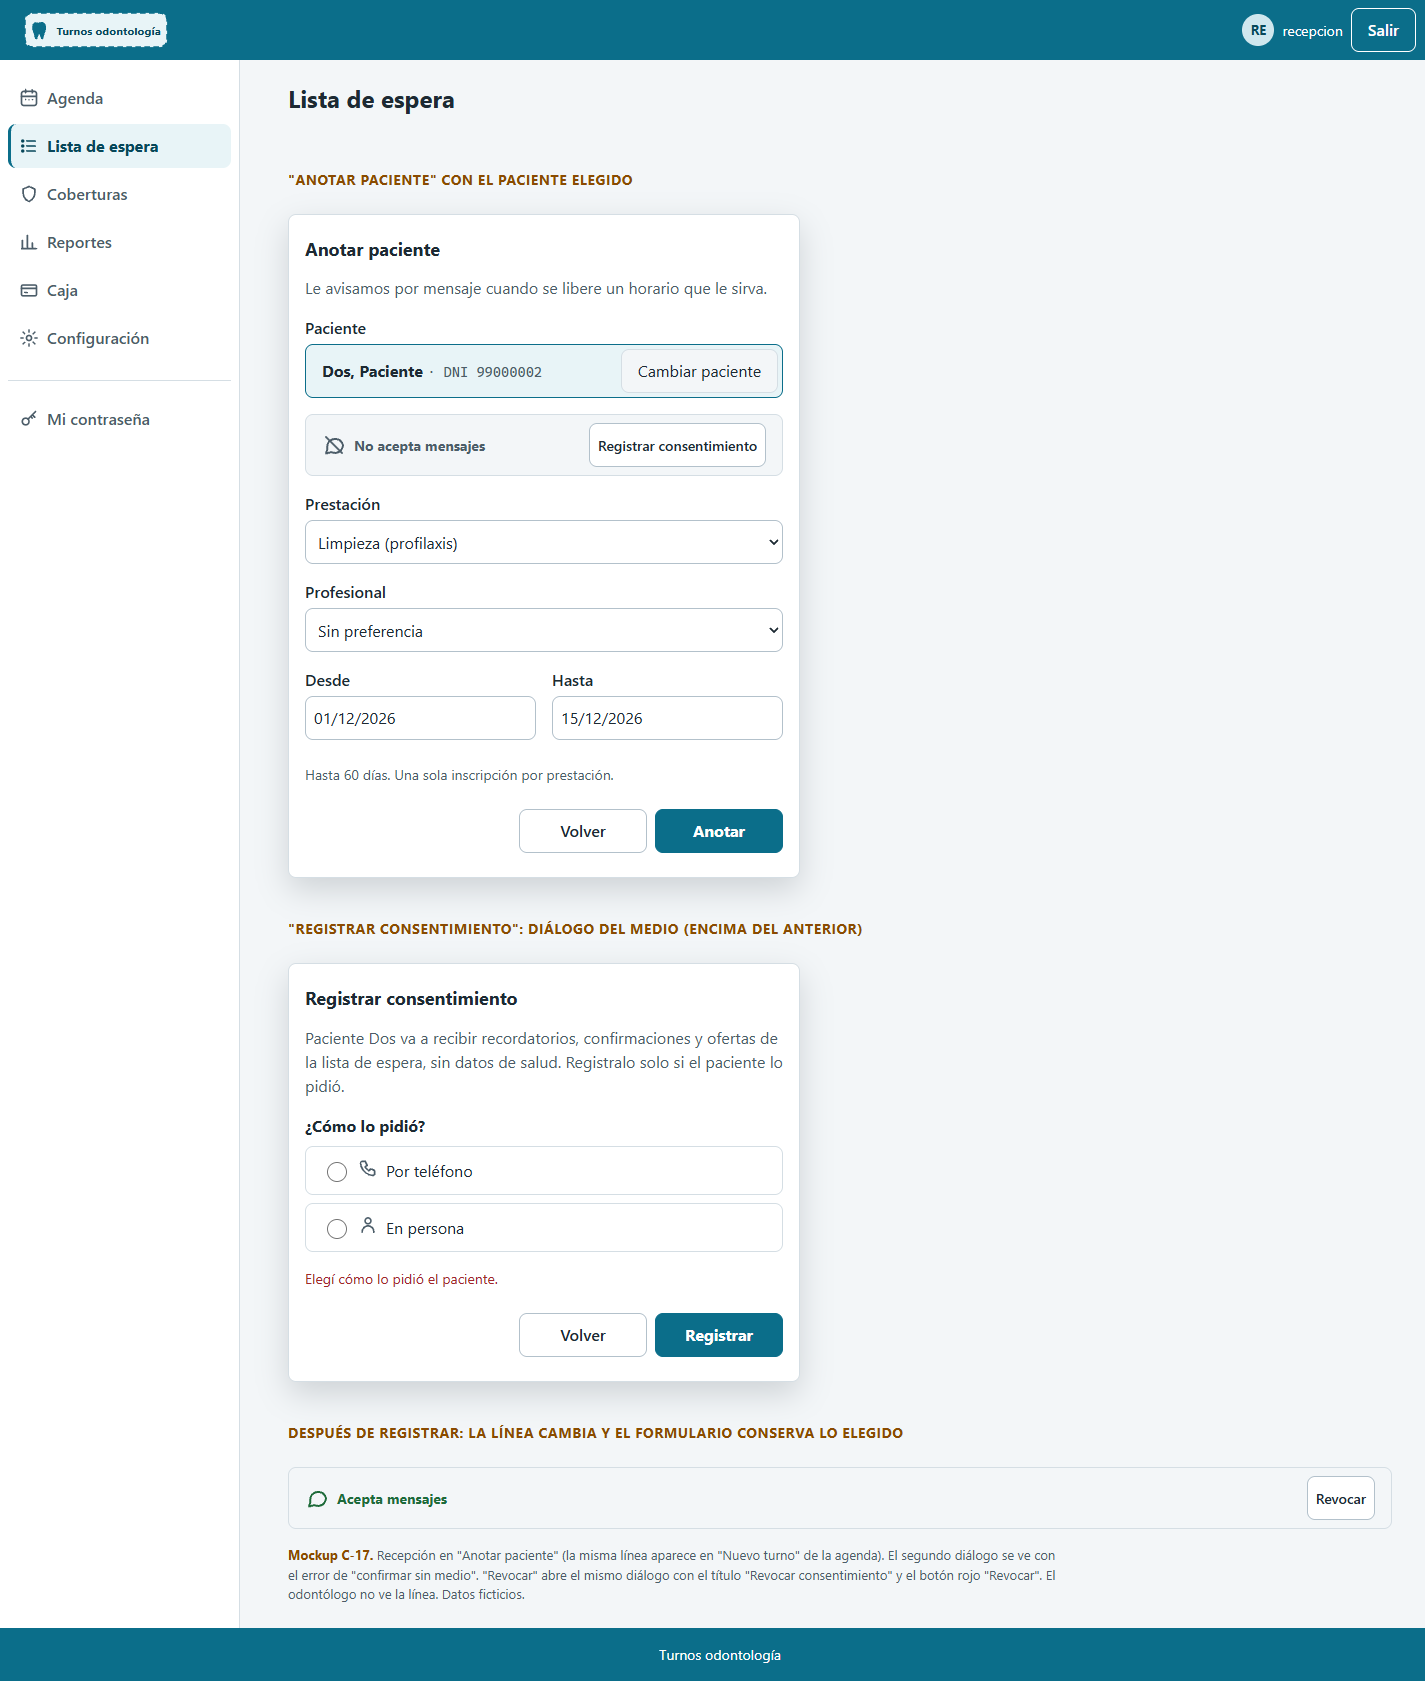 Turnos odontología
RE
recepcion
Salir
Agenda
Lista de espera
Coberturas
Reportes
Caja
Configuración
Mi contraseña
Lista de espera
"ANOTAR PACIENTE" CON EL PACIENTE ELEGIDO
Anotar paciente
Le avisamos por mensaje cuando se libere un horario que le sirva.
Paciente
Dos, Paciente · DNI 99000002
Cambiar paciente
No acepta mensajes
Registrar consentimiento
Prestación
Limpieza (profilaxis)
Profesional
Sin preferencia
Desde
Hasta
01/12/2026
15/12/2026
Hasta 60 días. Una sola inscripción por prestación.
Volver
Anotar
"REGISTRAR CONSENTIMIENTO": DIÁLOGO DEL MEDIO (ENCIMA DEL ANTERIOR)
Registrar consentimiento
Paciente Dos va a recibir recordatorios, confirmaciones y ofertas de
la lista de espera, sin datos de salud. Registralo solo si el paciente lo
pidió.
¿Cómo lo pidió?
Por teléfono
En persona
Elegí cómo lo pidió el paciente.
Volver
Registrar
DESPUÉS DE REGISTRAR: LA LÍNEA CAMBIA Y EL FORMULARIO CONSERVA LO ELEGIDO
Acepta mensajes
Revocar
Mockup C-17. Recepción en "Anotar paciente" (la misma línea aparece en "Nuevo turno" de la agenda). El segundo diálogo se ve con
el error de "confirmar sin medio". "Revocar" abre el mismo diálogo con el título "Revocar consentimiento" y el botón rojo "Revocar". El
odontólogo no ve la línea. Datos ficticios.
Turnos odontología